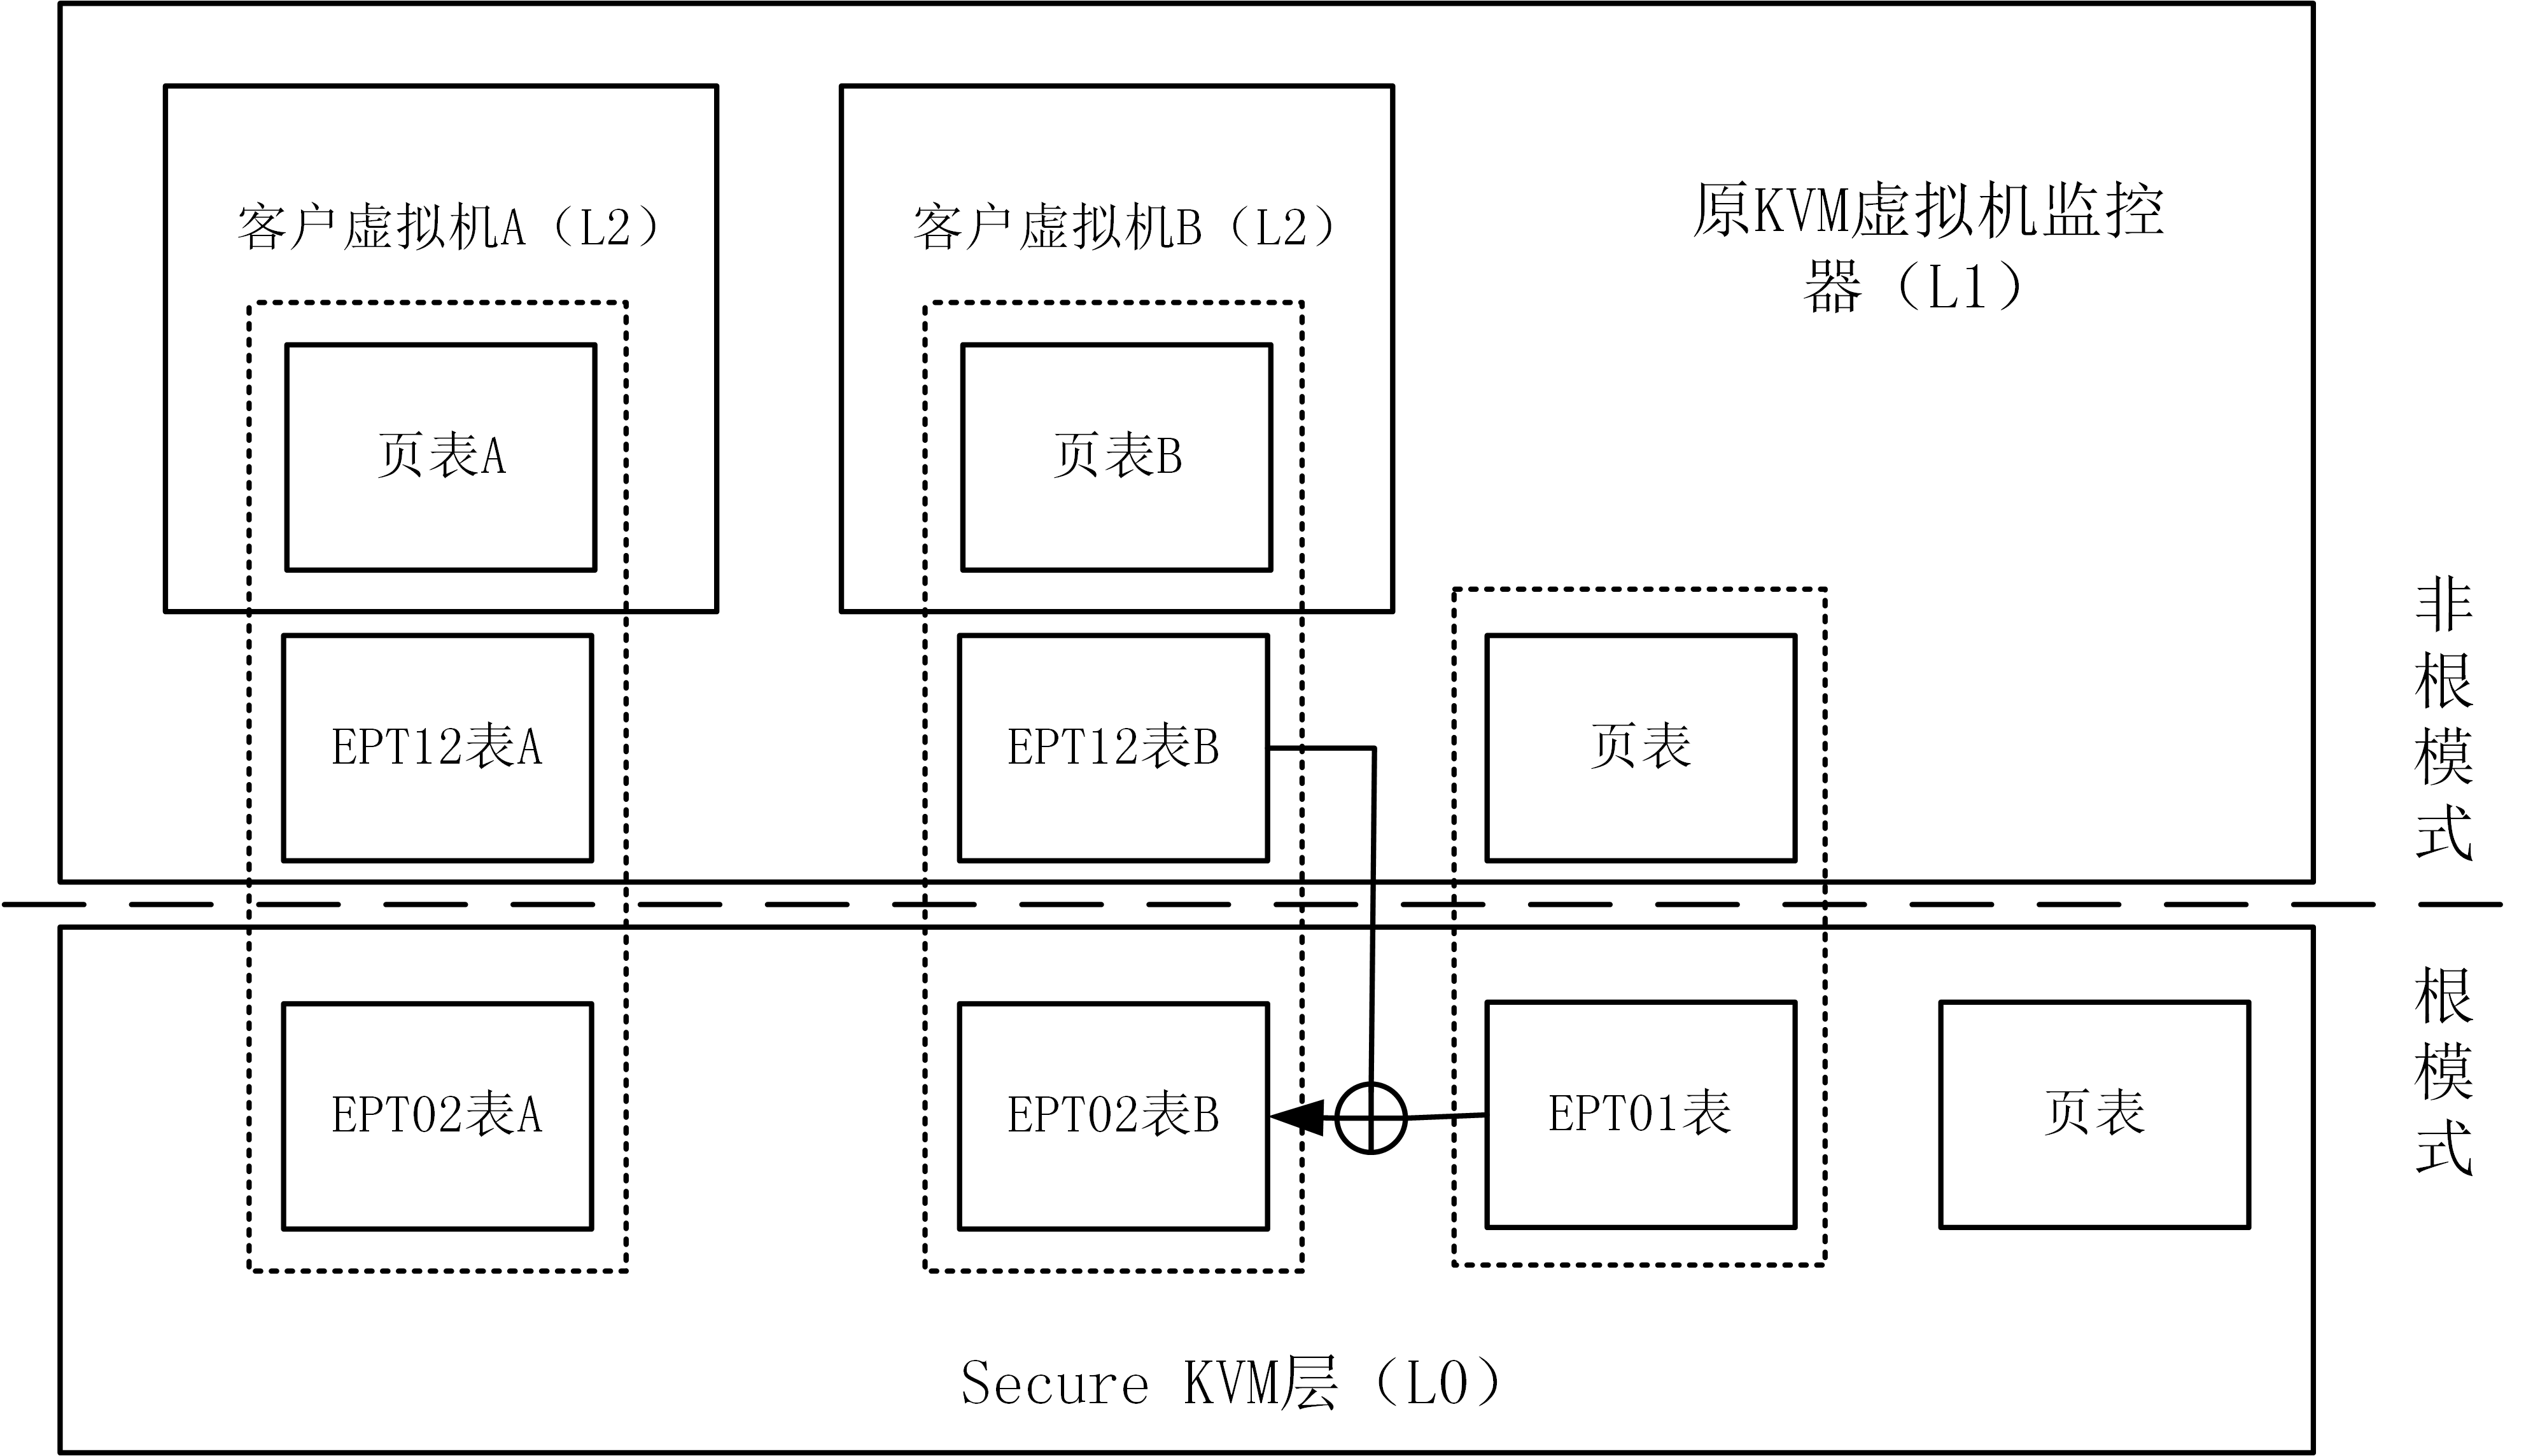 客户虚拟机A（L2）
客户虚拟机B（L2）
原KVM虚拟机监控
器（L1）
页表A
页表B
EPT12表A
EPT12表B
页表
非根模式
EPT02表A
EPT02表B
EPT01表
页表
根模式
Secure KVM层（L0）